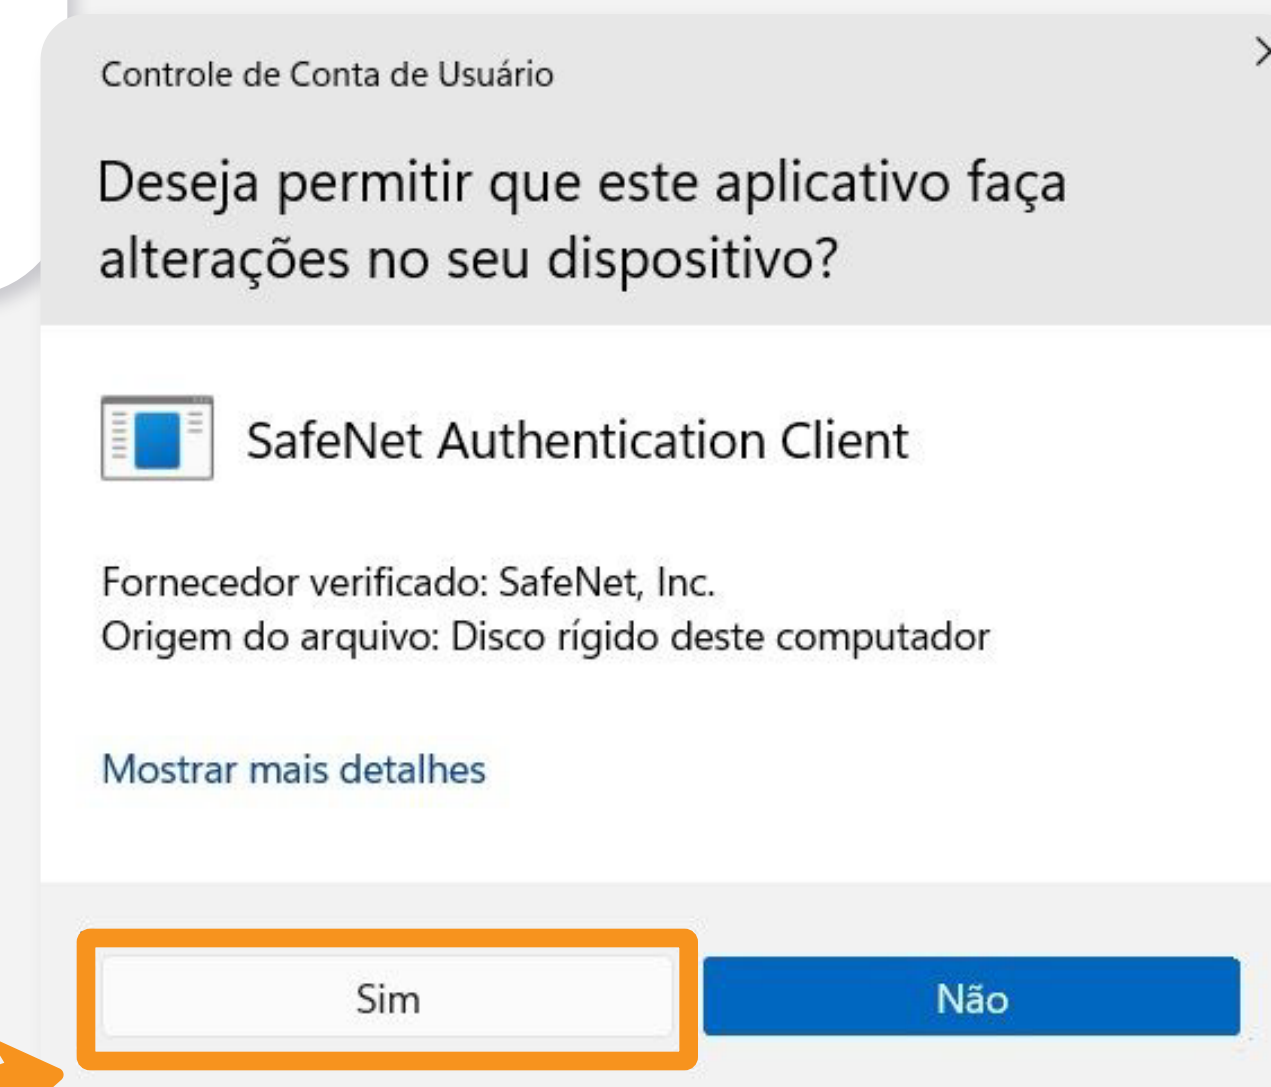 Controle de Conta de Usuário
Deseja permitir que este aplicativo faça
alterações no seu dispositivo?
SafeNet Authentication Client
Fornecedor verificado: SafeNet, Inc.
Origem do arquivo: Disco rígido deste computador
Mostrar mais detalhes
Sim
Não